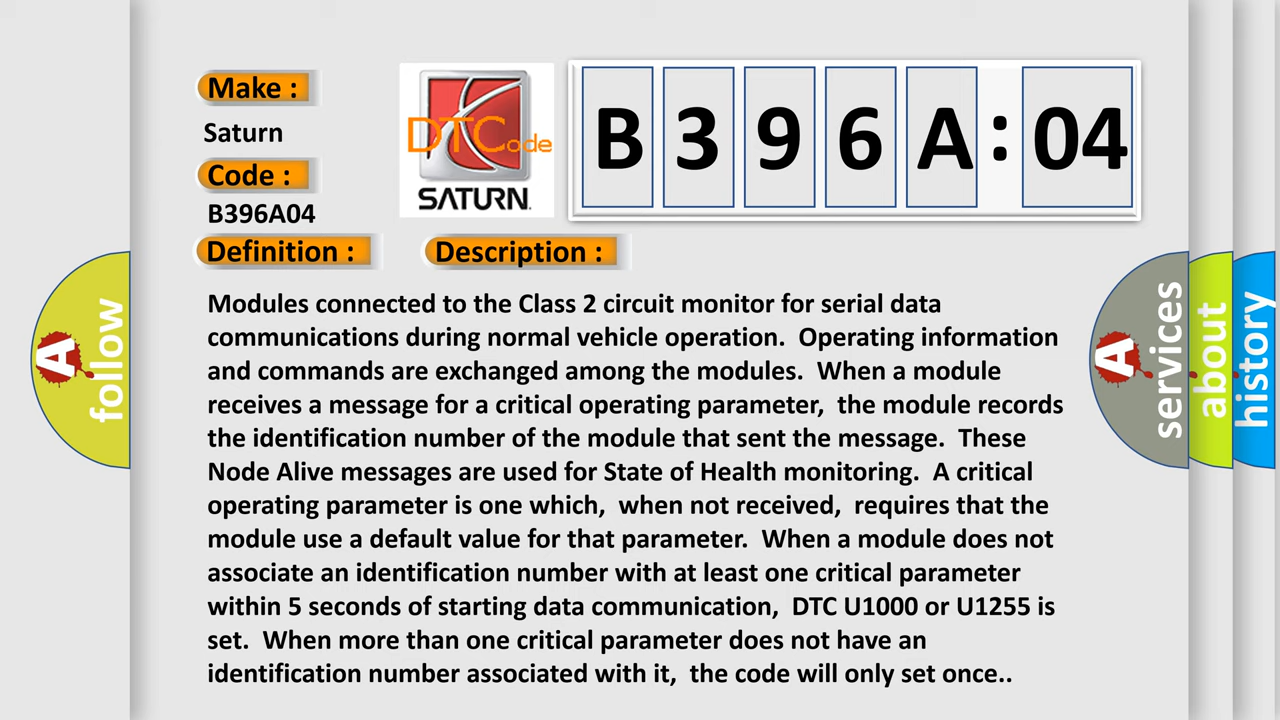 Make :
Saturn
Code :
B396A04
Definition :
Description :
DTCode
SATURN
B396A:04
Modules connected to the Class 2 circuit monitor for serial data
communications during normal vehicle operation. Operating information
and commands are exchanged among the modules. When a module
receives a message for a critical operating parameter, the module records
the identification number of the module that sent the message. These
Node Alive messages are used for State of Health monitoring. A critical
operating parameter is one which, when not received, requires that the
module use a default value for that parameter. When a module does not
associate an identification number with at least one critical parameter
within 5 seconds of starting data communication, DTC U1000 or U1255 is
set. When more than one critical parameter does not have an
identification number associated with it, the code will only set once..
A follow
A services
about
history